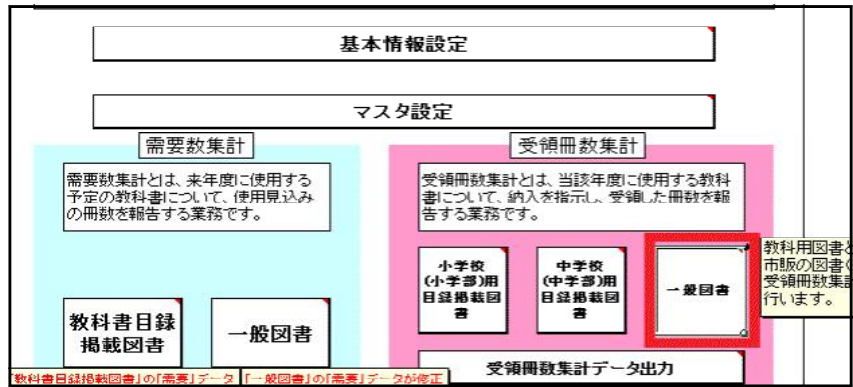 基本情報設定
マスタ設定
需要数集計
需要数集計とは、来年度に使用する
予定の教科書について、使用見込み
の冊数を報告する業務です。
教科書目録
掲載図書
一般図書
「教科書目録掲載図書」の「需要」データ
「一般図書」の「需要」データが修正
受領冊数集計
受領冊数集計とは、当該年度に使用する教科
書について、納入を指示し、受領した冊数を報
告する業務です。
小学校
(小学部)用
目録掲載図
書
中学校
(中学部)用
目録掲載図
書
一般図書
教科用図書と
市販の図書
受領冊数集計
行います。
受領冊数集計データ出力